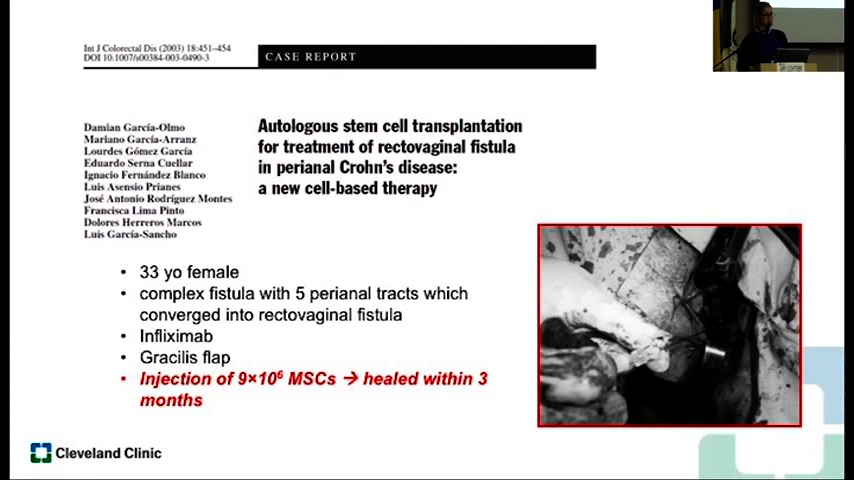 Int J Colorectal Dis (2003) 18:451–454
DOI 10.1007/s00384-003-0490-3
CASE REPORT
Damian García-Olmo
Mariano García-Arranz
Lourdes Gómez García
Eduardo Serna Cuellar
Ignacio Fernández Blanco
Luis Asensio Prianes
José Antonio Rodríguez Montes
Francisca Lima Pinto
Dolores Herreros Marcos
Luis García-Sancho
Autologous stem cell transplantation
for treatment of rectovaginal fistula
in perianal Crohn's disease:
a new cell-based therapy
• 33 yo female
• complex fistula with 5 perianal tracts which
converged into rectovaginal fistula
• Infliximab
• Gracilis flap
• Injection of 9×10⁶ MSCs → healed within 3
months
Cleveland Clinic